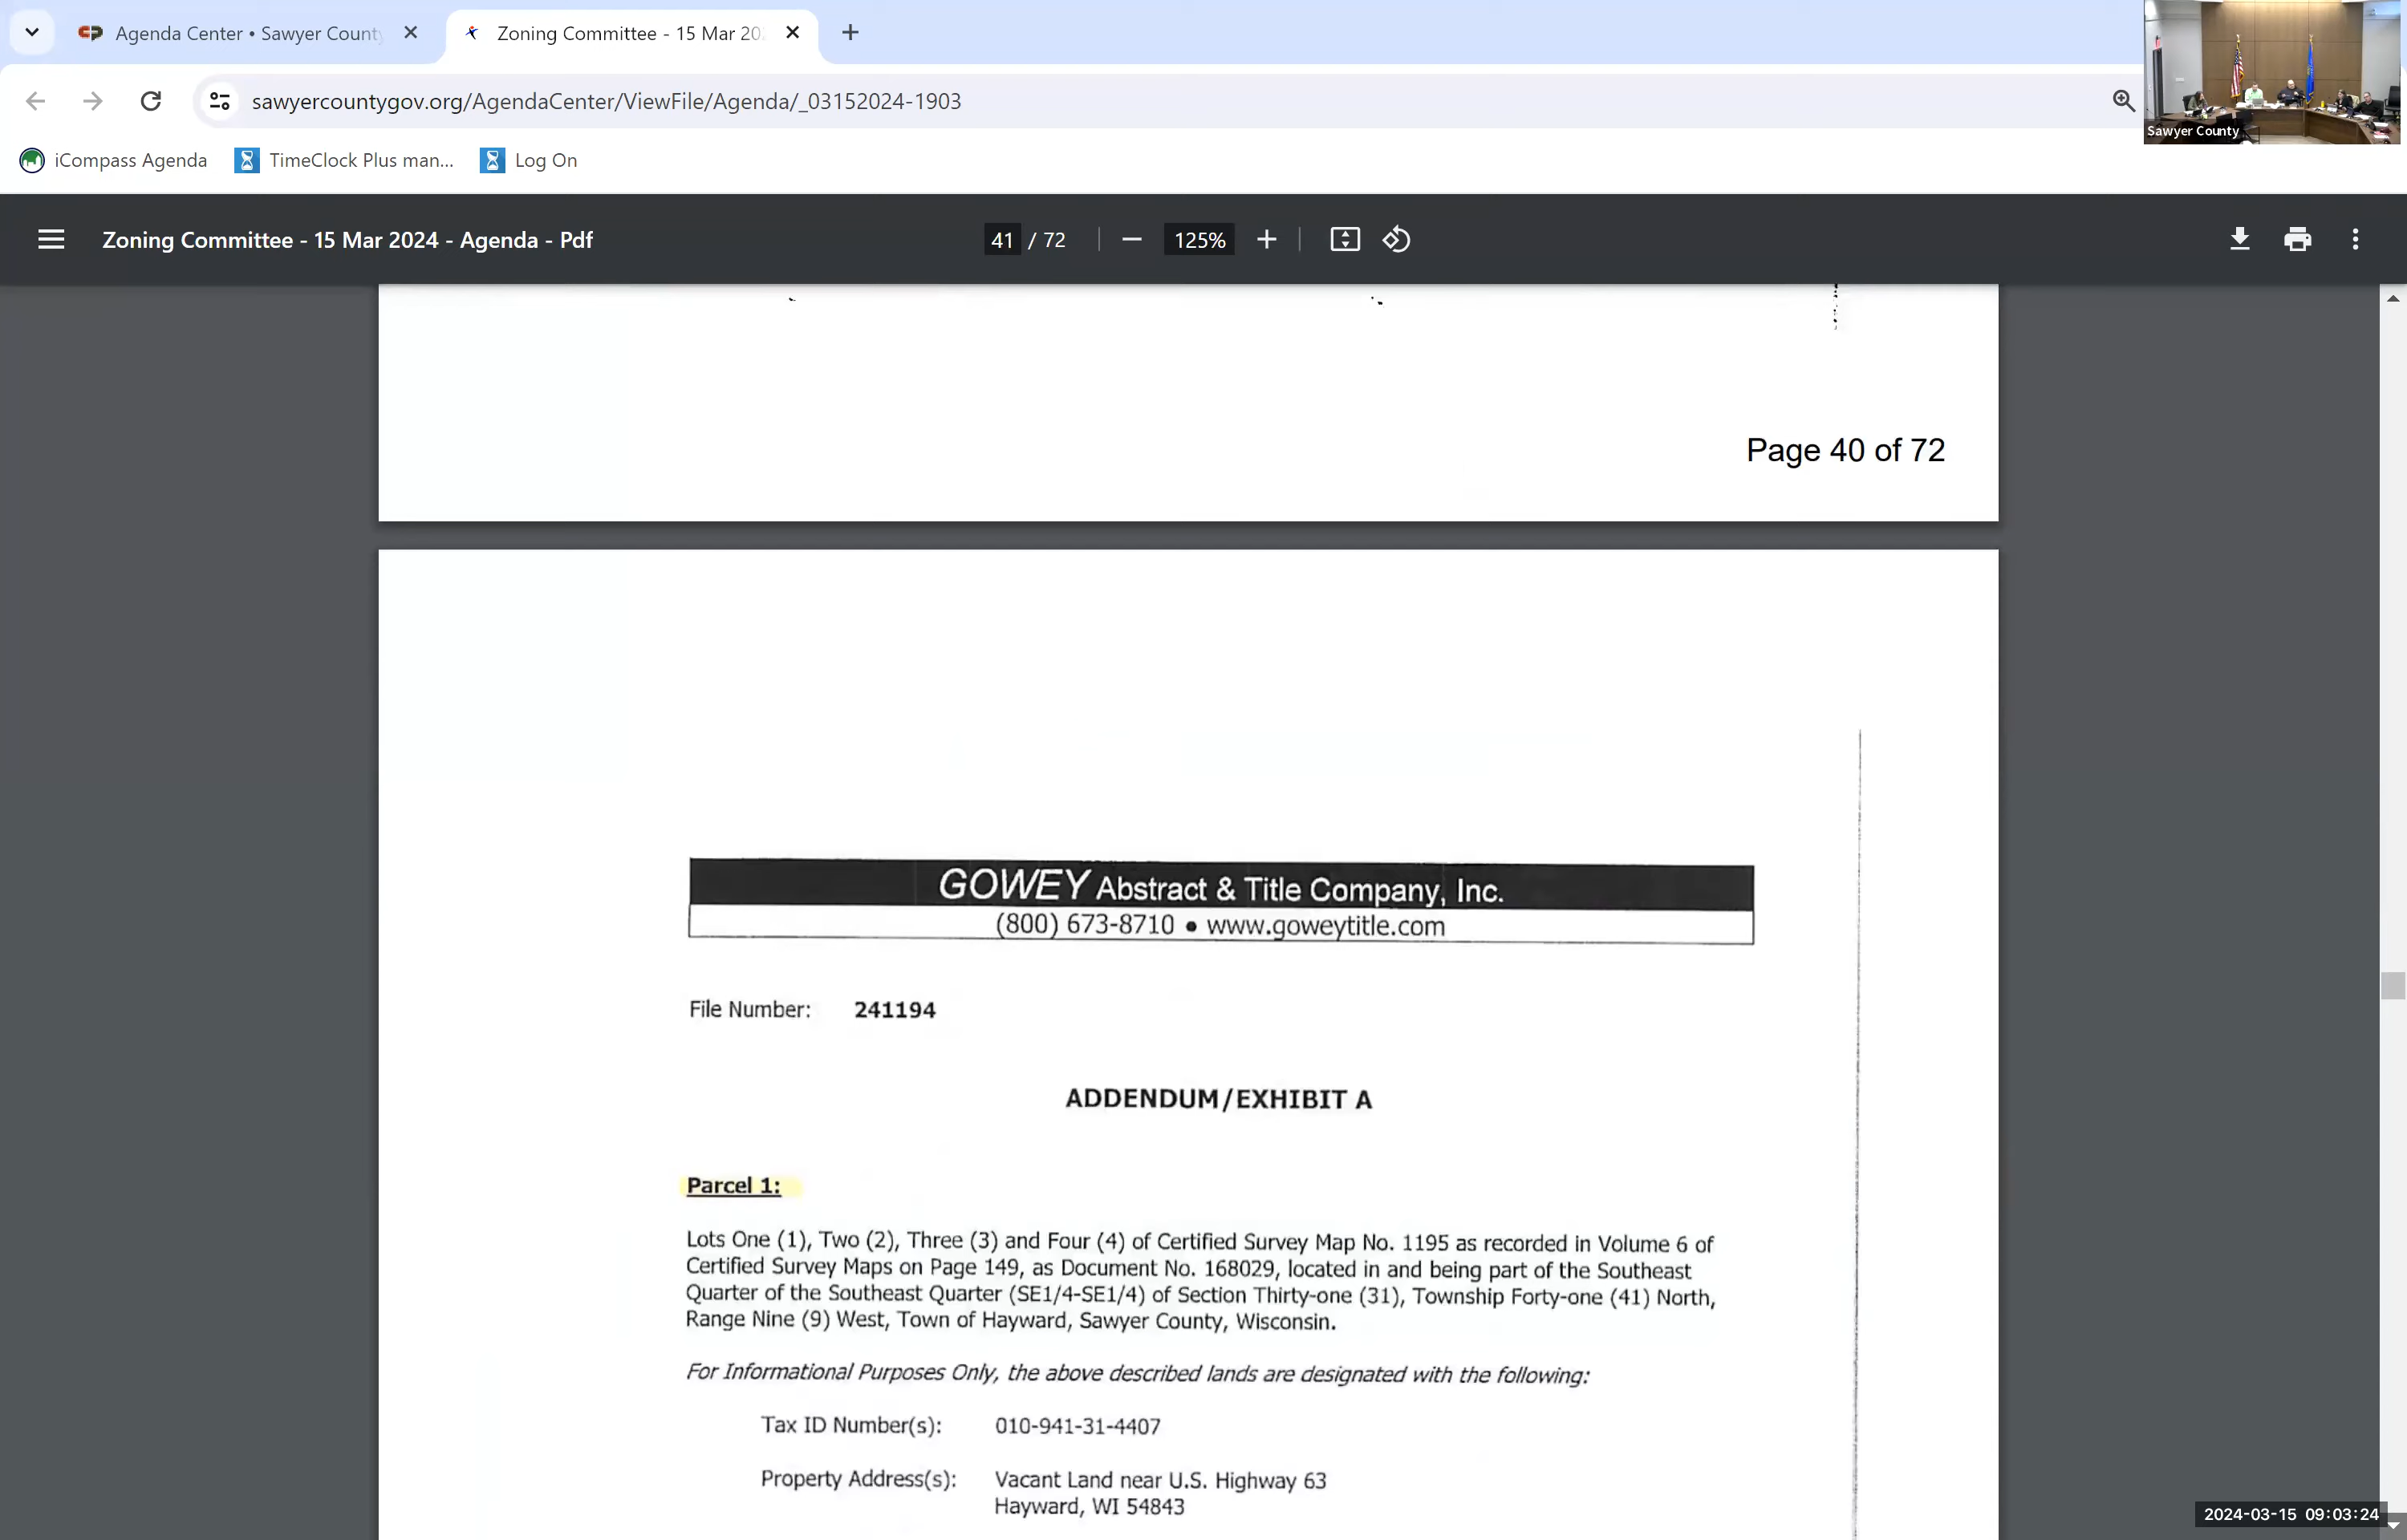 Agenda Center • Sawyer County
Zoning Committee - 15 Mar 20
sawyercountygov.org/AgendaCenter/ViewFile/Agenda/_03152024-1903
Sawyer County
iCompass Agenda
TimeClock Plus man...
Log On
Zoning Committee - 15 Mar 2024 - Agenda - Pdf
41 / 72
125%
Page 40 of 72
GOWEY Abstract & Title Company, Inc.
(800) 673-8710 • www.goweytitle.com
File Number: 241194
ADDENDUM/EXHIBIT A
Parcel 1:
Lots One (1), Two (2), Three (3) and Four (4) of Certified Survey Map No. 1195 as recorded in Volume 6 of
Certified Survey Maps on Page 149, as Document No. 168029, located in and being part of the Southeast
Quarter of the Southeast Quarter (SE1/4-SE1/4) of Section Thirty-one (31), Township Forty-one (41) North,
Range Nine (9) West, Town of Hayward, Sawyer County, Wisconsin.
For Informational Purposes Only, the above described lands are designated with the following:
Tax ID Number(s): 010-941-31-4407
Property Address(s): Vacant Land near U.S. Highway 63
Hayward, WI 54843
2024-03-15 09:03:24